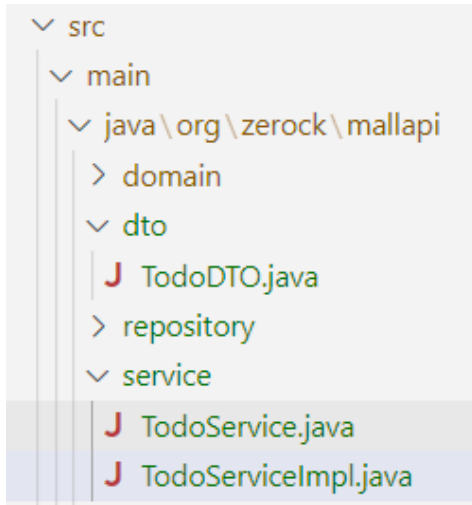 src
main
java\org\zerock\mallapi
domain
dto
J TodoDTO.java
repository
service
J TodoService.java
J TodoServiceImpl.java